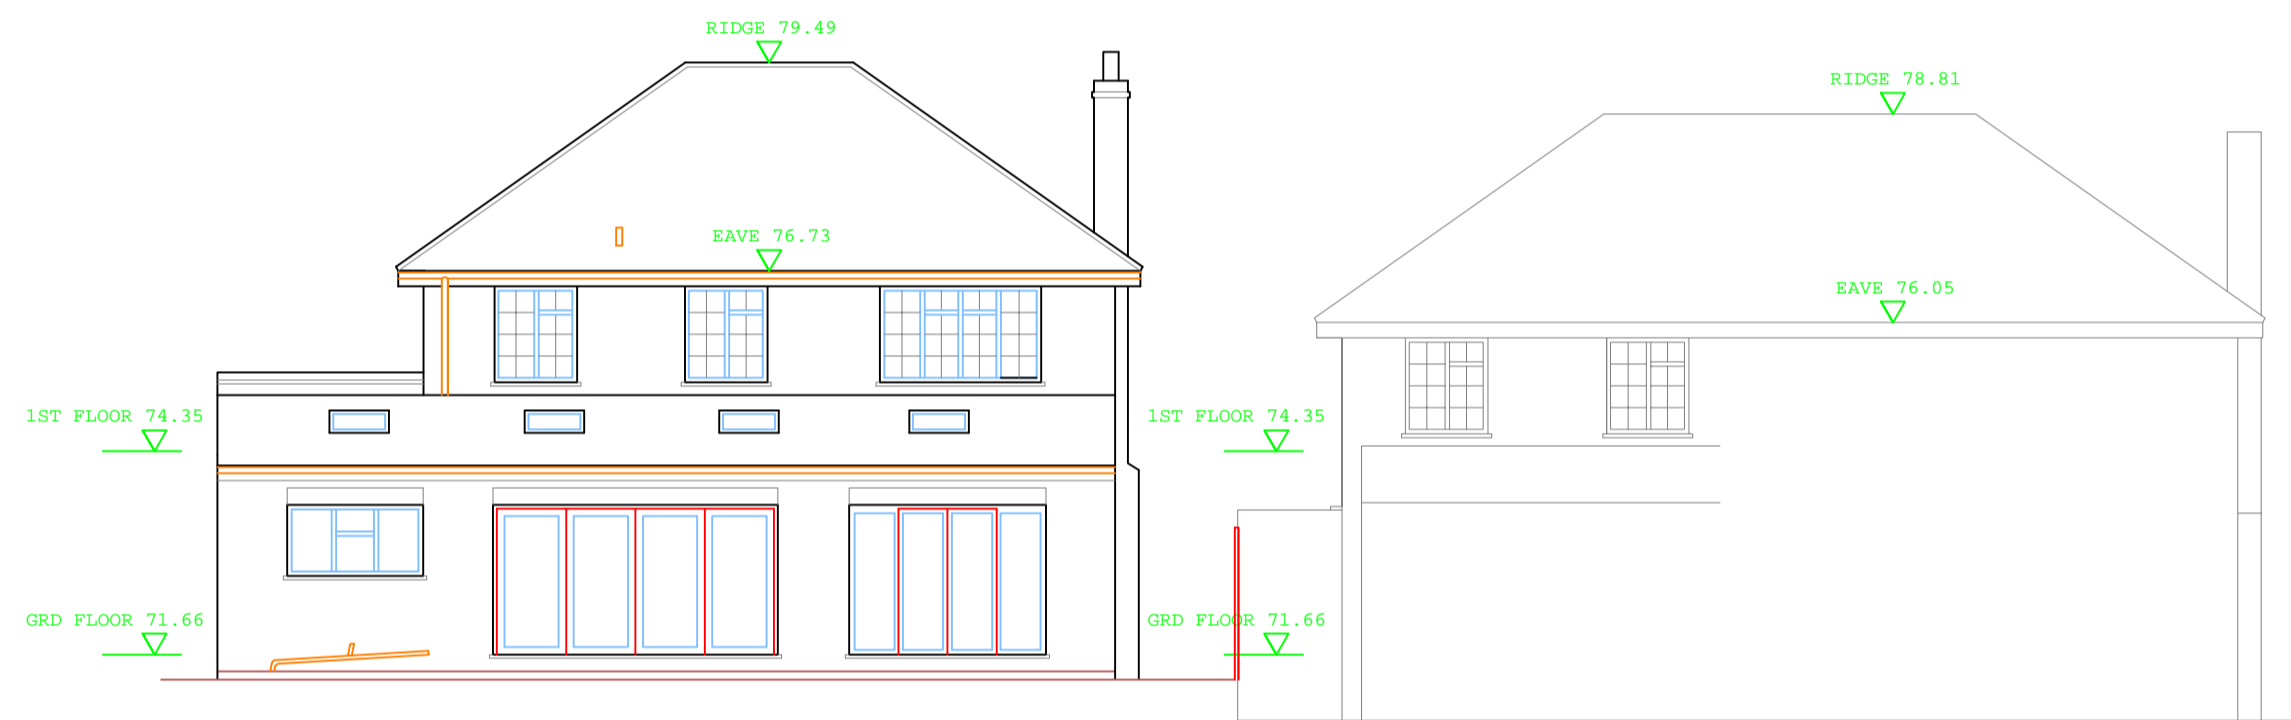 RIDGE 79.49
RIDGE 78.81
EAVE 76.73
EAVE 76.05
1ST FLOOR 74.35
1ST FLOOR 74.35
GRD FLOOR 71.66
GRD FLOOR 71.66